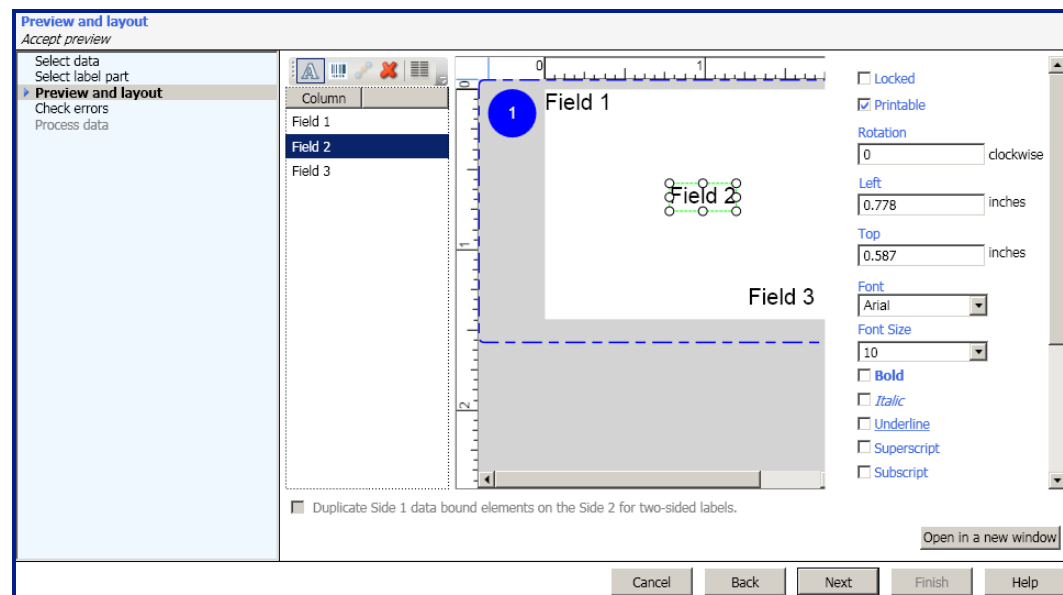 Preview and layout
Accept preview
Select data
Select label part
Preview and layout
Check errors
Process data
A
Column
Field 1
Field 2
Field 3
0
1
0
1
2
1
Field 1
Field 2
Field 3
Locked
Printable
Rotation
0 clockwise
Left
0.778 inches
Top
0.587 inches
Font
Arial
Font Size
10
Bold
Italic
Underline
Superscript
Subscript
Duplicate Side 1 data bound elements on the Side 2 for two-sided labels.
Open in a new window
Cancel Back Next Finish Help